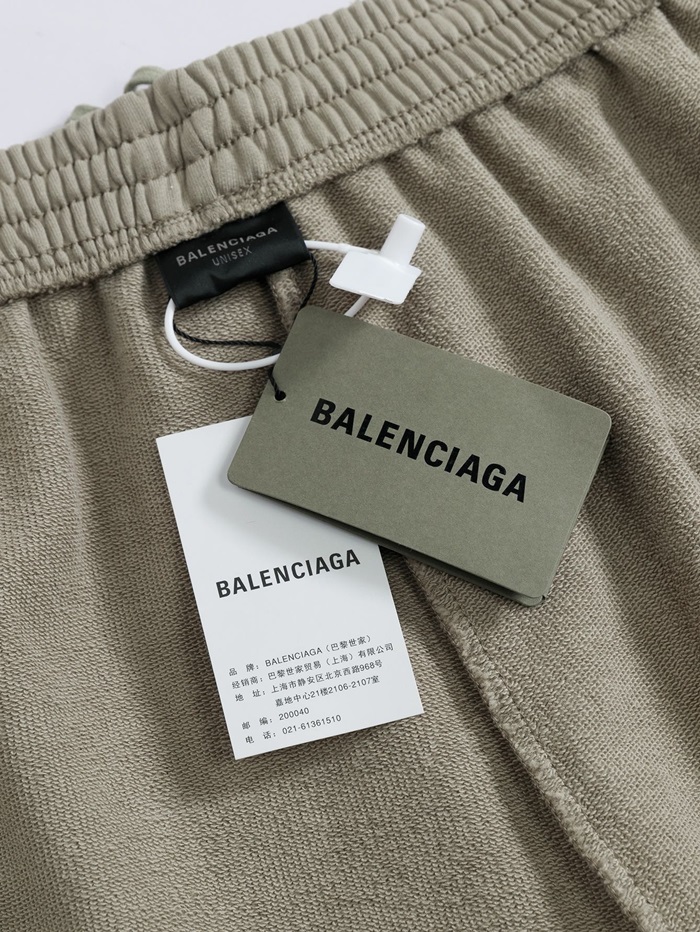 BALENCIAGA
UNISEX
BALENCIAGA
BALENCIAGA
品 牌：BALENCIAGA（巴黎世家）
经销商：巴黎世家贸易（上海）有限公司
地 址：上海市静安区北京西路968号
嘉地中心21楼2106-2107室
邮 编：200040
电 话：021-61361510